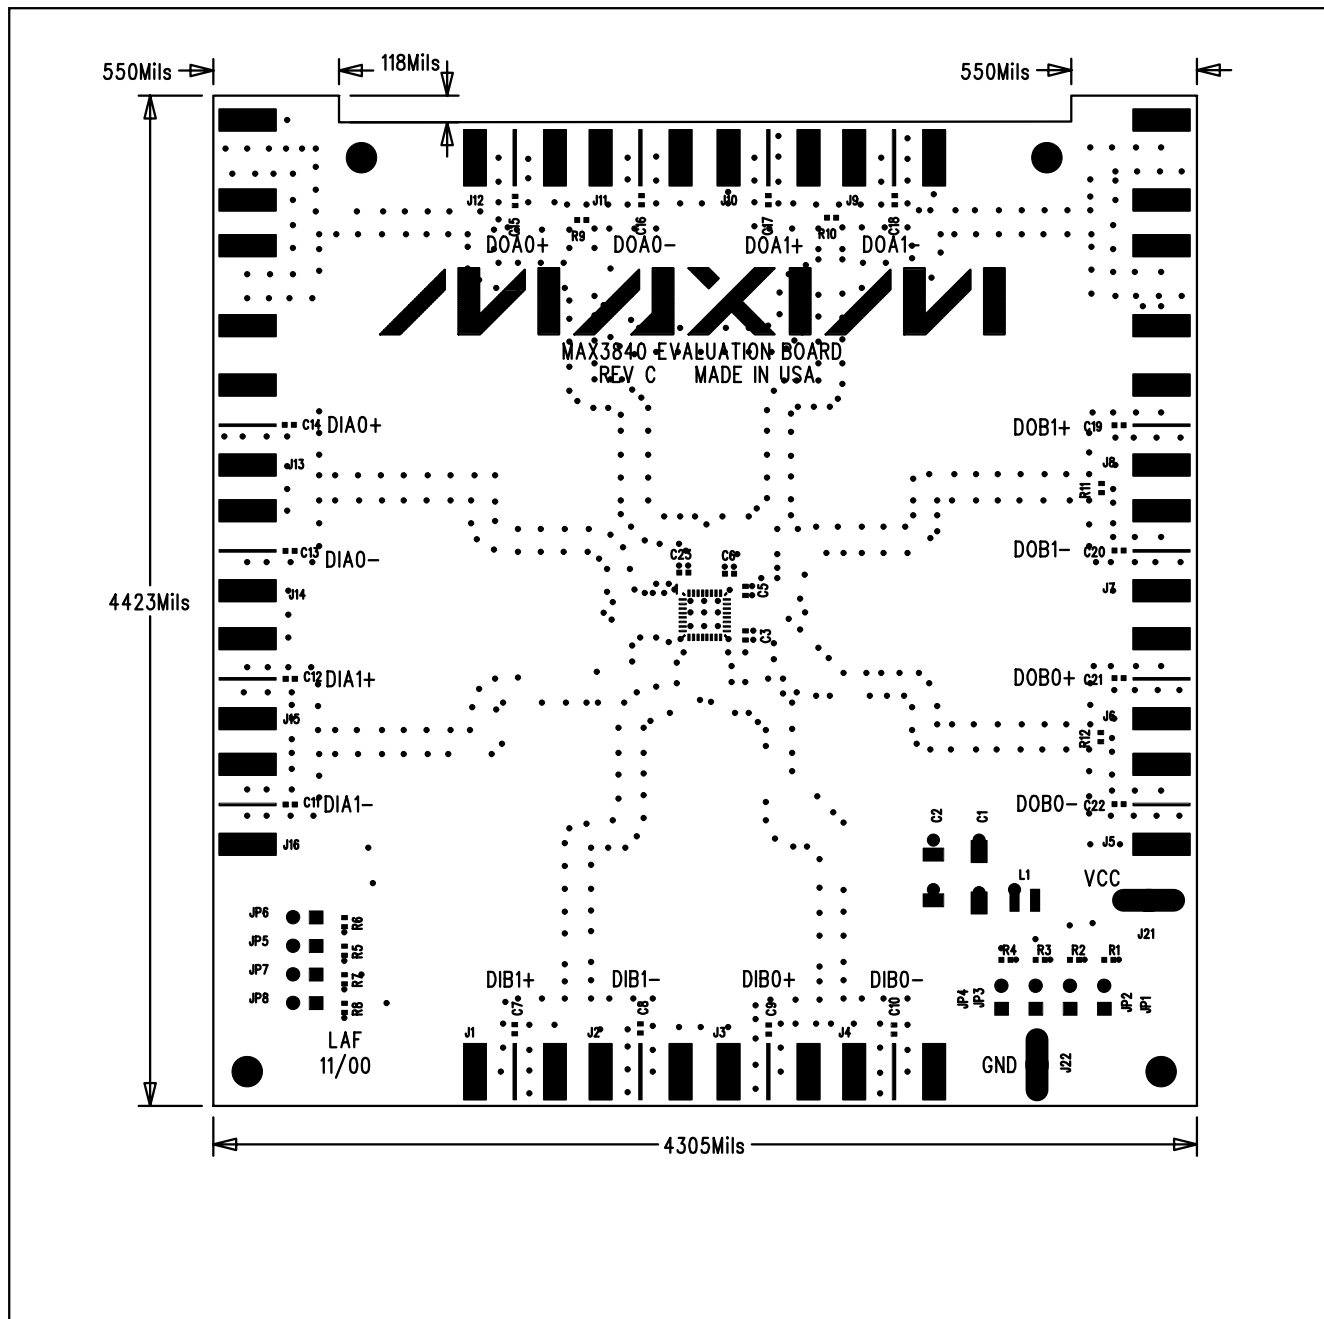 550Mils
118Mils
550Mils
J12
J11
J10
J9
C15
R9
C16
C17
R10
C18
DOA0+
DOA0-
DOA1+
DOA1-
MAXIM
MAX3840 EVALUATION BOARD
REV C MADE IN USA
C14
DIA0+
DOB1+
C19
J13
J8
R11
C13
DIA0-
DOB1-
C20
C23
C6
J14
C5
J7
4423Mils
C3
C12
DIA1+
DOB0+
C21
J15
J6
R12
C11
DIA1-
DOB0-
C22
C2
C1
J16
J5
L1
VCC
JP6
R6
J21
JP5
R5
R4
R3
R2
R1
JP7
R7
JP8
R8
DIB1+
DIB1-
DIB0+
DIB0-
JP4
JP3
JP2
JP1
C7
C8
C9
C10
J1
J2
J3
J4
LAF
11/00
GND
J22
4305Mils